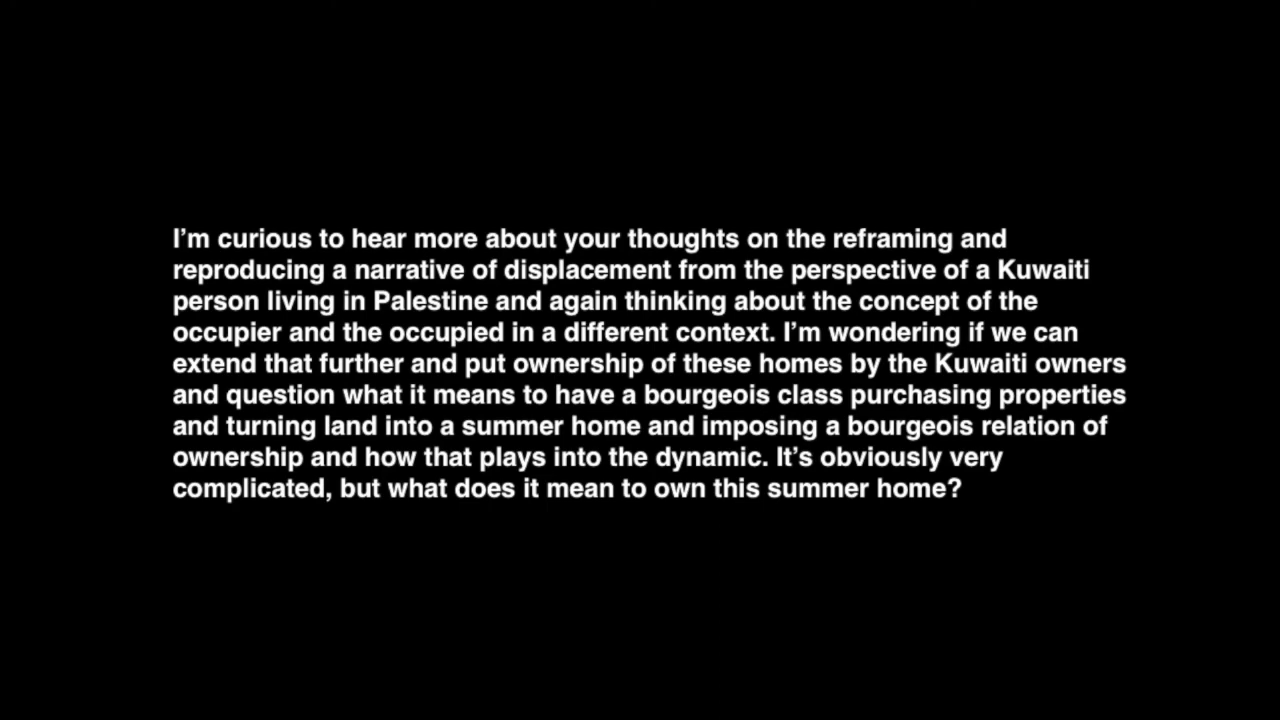 I’m curious to hear more about your thoughts on the reframing and
reproducing a narrative of displacement from the perspective of a Kuwaiti
person living in Palestine and again thinking about the concept of the
occupier and the occupied in a different context. I’m wondering if we can
extend that further and put ownership of these homes by the Kuwaiti owners
and question what it means to have a bourgeois class purchasing properties
and turning land into a summer home and imposing a bourgeois relation of
ownership and how that plays into the dynamic. It’s obviously very
complicated, but what does it mean to own this summer home?